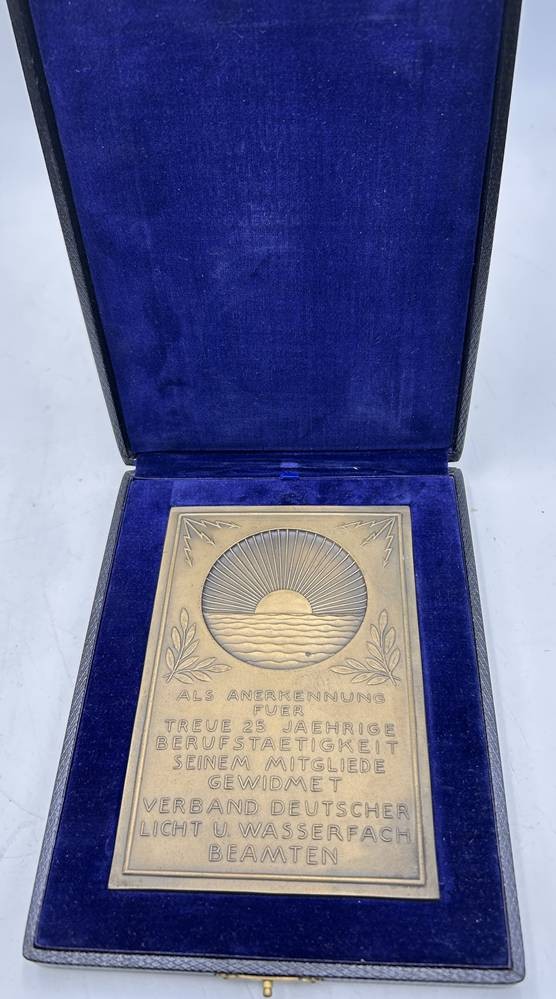 ALS ANERKENNUNG
FUER
TREUE 25 JAEHRIGE
BERUFSTAETIGKEIT
SEINEM MITGLIEDE
GEWIDMET
VERBAND DEUTSCHER
LICHT U. WASSERFACH
BEAMTEN